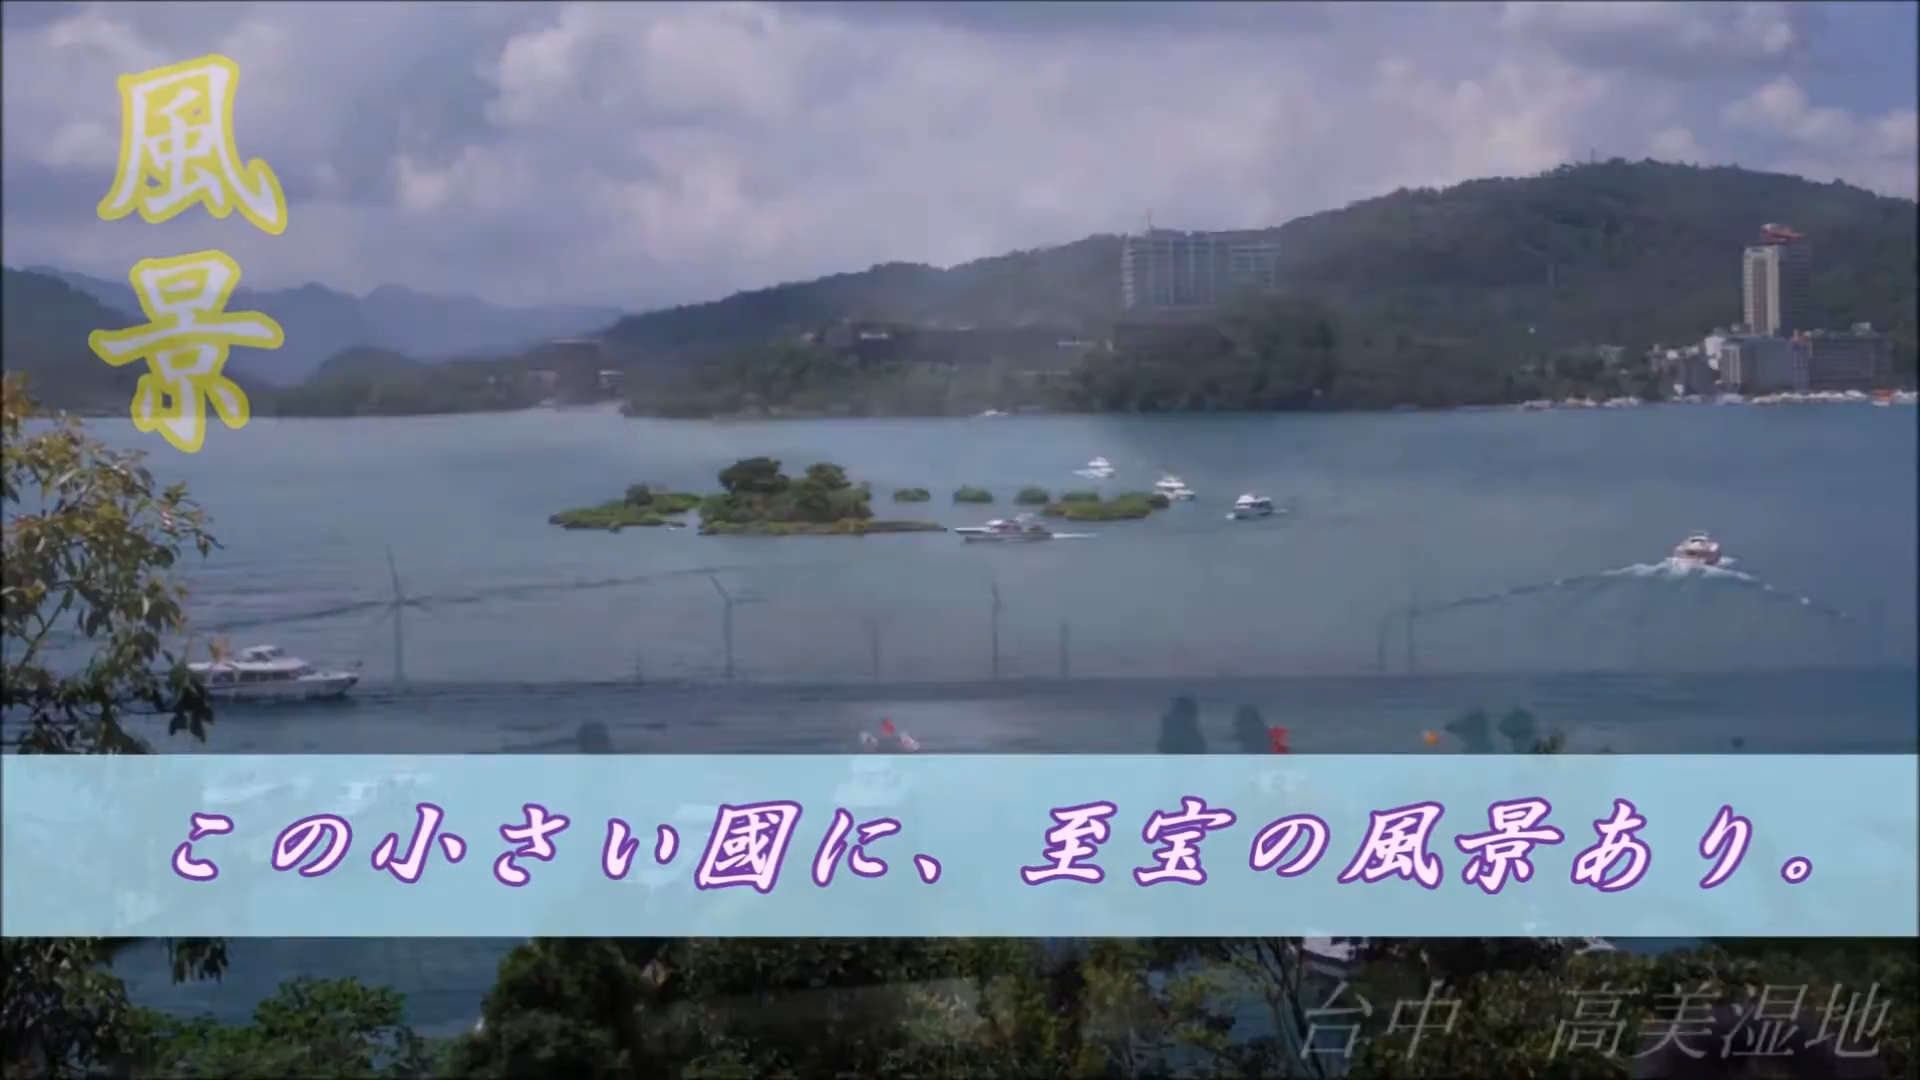 風景
この小さい國に、至宝の風景あり。
台中　高美湿地